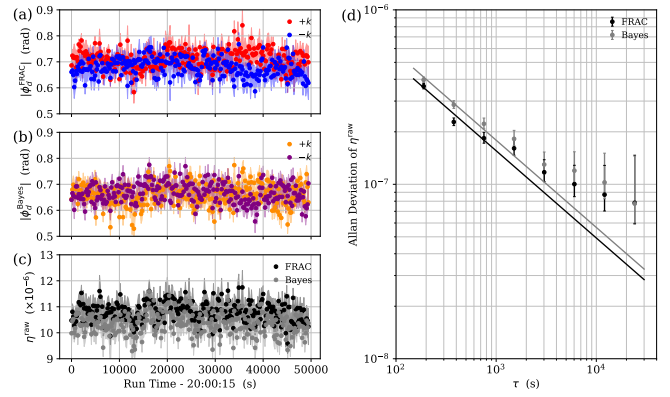 (a)
+k
−k
|ϕ_d^FRAC| (rad)
0.9
0.8
0.7
0.6
0.5
(b)
+k
−k
|ϕ_d^Bayes| (rad)
0.9
0.8
0.7
0.6
0.5
(c)
FRAC
Bayes
η^raw (×10^−6)
13
12
11
10
9
0 10000 20000 30000 40000 50000
Run Time - 20:00:15 (s)
(d)
FRAC
Bayes
Allan Deviation of η^raw
10^−6
10^−7
10^−8
10^2 10^3 10^4
τ (s)